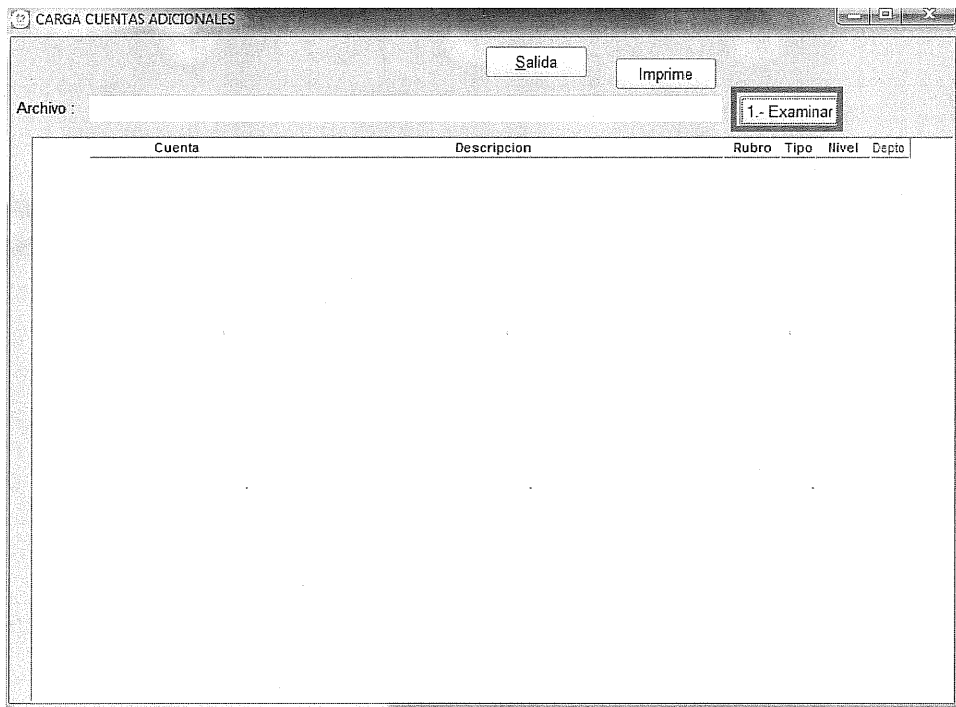 CARGA CUENTAS ADICIONALES
Salida
Imprime
Archivo :
1.- Examinar
Cuenta Descripcion Rubro Tipo Nivel Depto